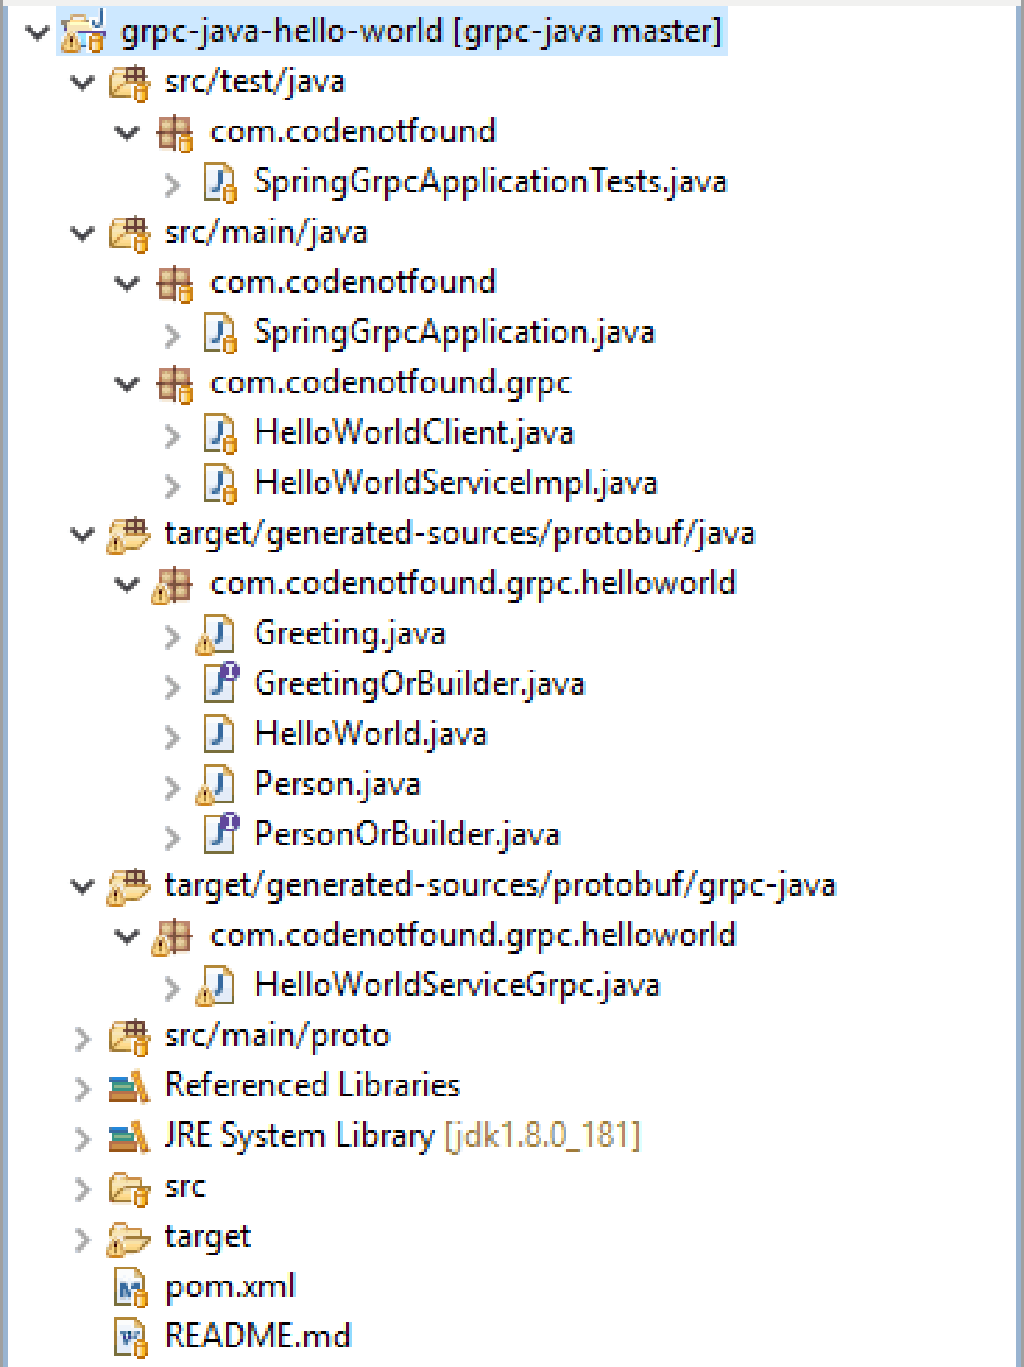 grpc-java-hello-world [grpc-java master]
src/test/java
com.codenotfound
SpringGrpcApplicationTests.java
src/main/java
com.codenotfound
SpringGrpcApplication.java
com.codenotfound.grpc
HelloWorldClient.java
HelloWorldServiceImpl.java
target/generated-sources/protobuf/java
com.codenotfound.grpc.helloworld
Greeting.java
GreetingOrBuilder.java
HelloWorld.java
Person.java
PersonOrBuilder.java
target/generated-sources/protobuf/grpc-java
com.codenotfound.grpc.helloworld
HelloWorldServiceGrpc.java
src/main/proto
Referenced Libraries
JRE System Library [jdk1.8.0_181]
src
target
pom.xml
README.md